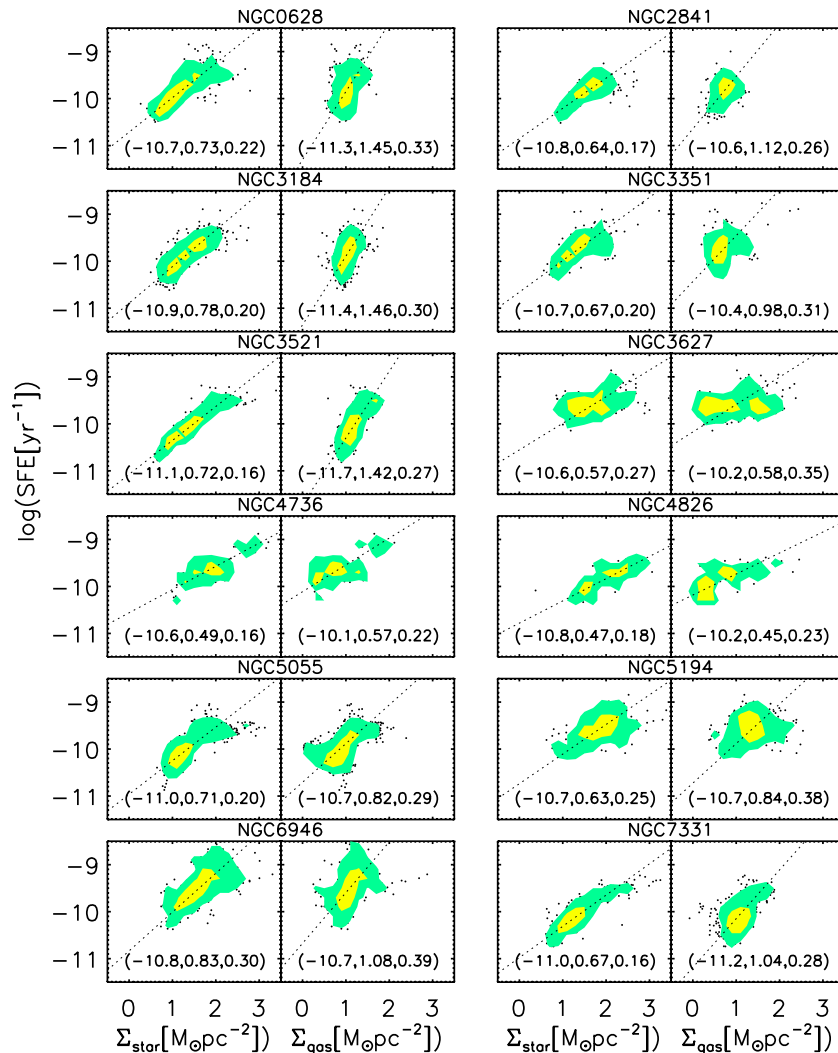 NGC0628 NGC2841
-9
-10
-11
(-10.7,0.73,0.22) (-11.3,1.45,0.33) (-10.8,0.64,0.17) (-10.6,1.12,0.26)
NGC3184 NGC3351
-9
-10
-11
(-10.9,0.78,0.20) (-11.4,1.46,0.30) (-10.7,0.67,0.20) (-10.4,0.98,0.31)
NGC3521 NGC3627
-9
-10
-11
(-11.1,0.72,0.16) (-11.7,1.42,0.27) (-10.6,0.57,0.27) (-10.2,0.58,0.35)
log(SFE[yr⁻¹])
NGC4736 NGC4826
-9
-10
-11
(-10.6,0.49,0.16) (-10.1,0.57,0.22) (-10.8,0.47,0.18) (-10.2,0.45,0.23)
NGC5055 NGC5194
-9
-10
-11
(-11.0,0.71,0.20) (-10.7,0.82,0.29) (-10.7,0.63,0.25) (-10.7,0.84,0.38)
NGC6946 NGC7331
-9
-10
-11
(-10.8,0.83,0.30) (-10.7,1.08,0.39) (-11.0,0.67,0.16) (-11.2,1.04,0.28)
0 1 2 3 0 1 2 3 0 1 2 3 0 1 2 3
Σstar[M⊙pc⁻²]) Σgas[M⊙pc⁻²]) Σstar[M⊙pc⁻²]) Σgas[M⊙pc⁻²])